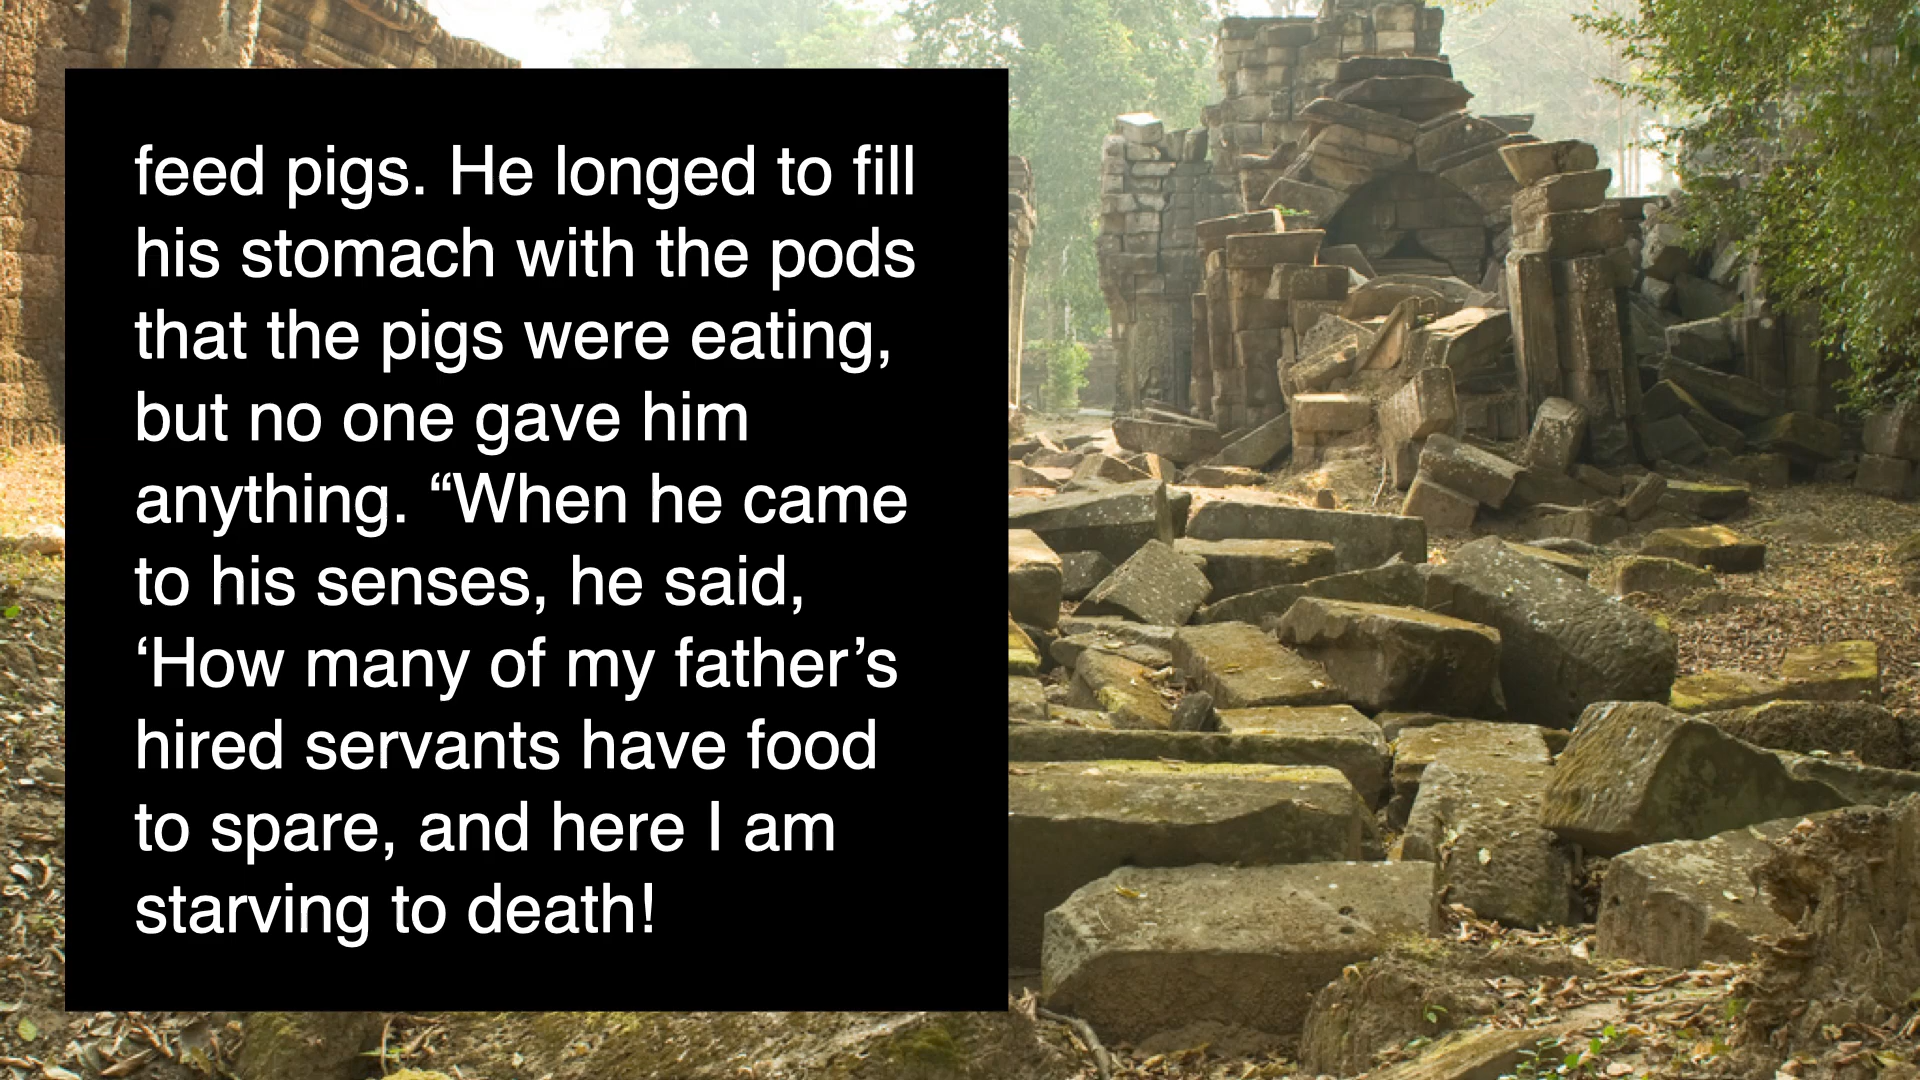 feed pigs. He longed to fill
his stomach with the pods
that the pigs were eating,
but no one gave him
anything. “When he came
to his senses, he said,
‘How many of my father’s
hired servants have food
to spare, and here I am
starving to death!